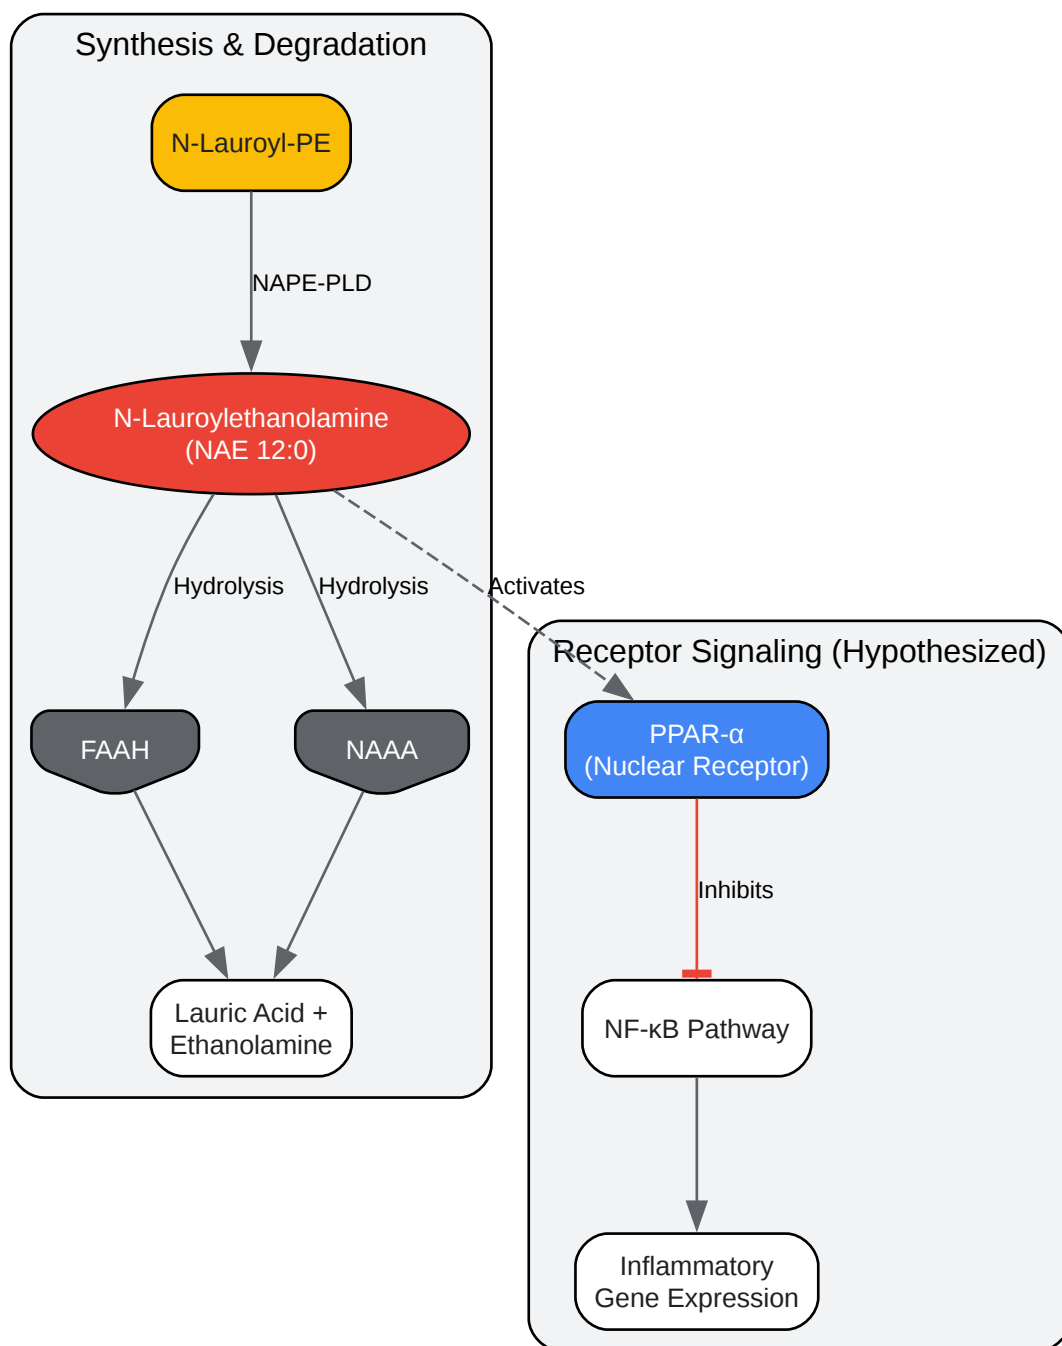 Synthesis & Degradation
N-Lauroyl-PE
NAPE-PLD
N-Lauroylethanolamine
(NAE 12:0)
Hydrolysis
Hydrolysis
Activates
Receptor Signaling (Hypothesized)
FAAH
NAAA
PPAR-α
(Nuclear Receptor)
Inhibits
Lauric Acid +
Ethanolamine
NF-κB Pathway
Inflammatory
Gene Expression